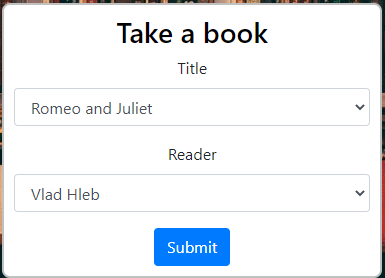 Take a book
Title
Romeo and Juliet
Reader
Vlad Hleb
Submit